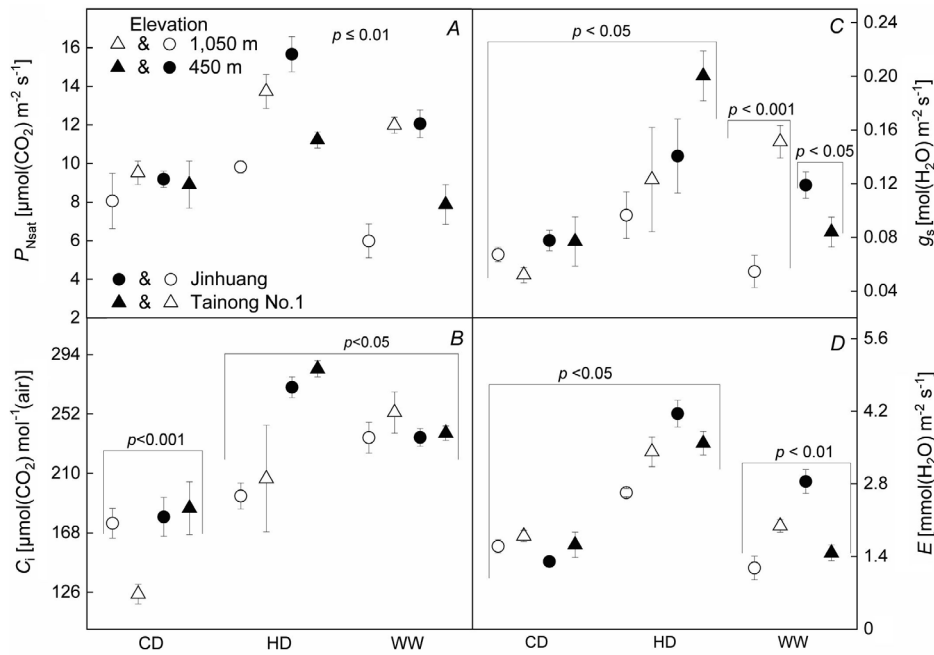 Elevation
△ & ○ 1,050 m
▲ & ● 450 m
p ≤ 0.01
A
16
14
12
10
8
6
4
2
P_Nsat [μmol(CO₂) m⁻² s⁻¹]
● & ○ Jinhuang
▲ & △ Tainong No.1
C
p < 0.05
p < 0.001
p < 0.05
0.24
0.20
0.16
0.12
0.08
0.04
g_s [mol(H₂O) m⁻² s⁻¹]
B
p<0.05
p<0.001
294
252
210
168
126
C_i [μmol(CO₂) mol⁻¹(air)]
CD
HD
WW
D
p <0.05
p < 0.01
5.6
4.2
2.8
1.4
0
E [mmol(H₂O) m⁻² s⁻¹]
CD
HD
WW